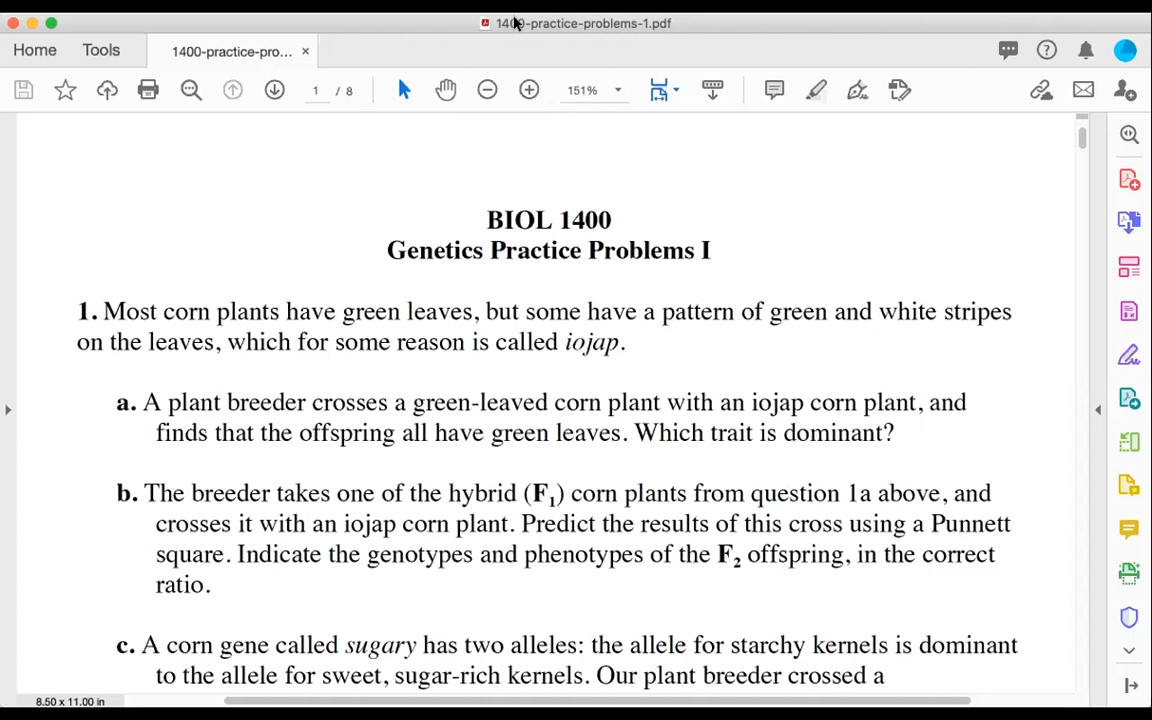 1400-practice-problems-1.pdf
Home
Tools
1400-practice-pro...
1 / 8
151%
BIOL 1400
Genetics Practice Problems I
1. Most corn plants have green leaves, but some have a pattern of green and white stripes
on the leaves, which for some reason is called iojap.
a. A plant breeder crosses a green-leaved corn plant with an iojap corn plant, and
finds that the offspring all have green leaves. Which trait is dominant?
b. The breeder takes one of the hybrid (F₁) corn plants from question 1a above, and
crosses it with an iojap corn plant. Predict the results of this cross using a Punnett
square. Indicate the genotypes and phenotypes of the F₂ offspring, in the correct
ratio.
c. A corn gene called sugary has two alleles: the allele for starchy kernels is dominant
to the allele for sweet, sugar-rich kernels. Our plant breeder crossed a
8.50 x 11.00 in